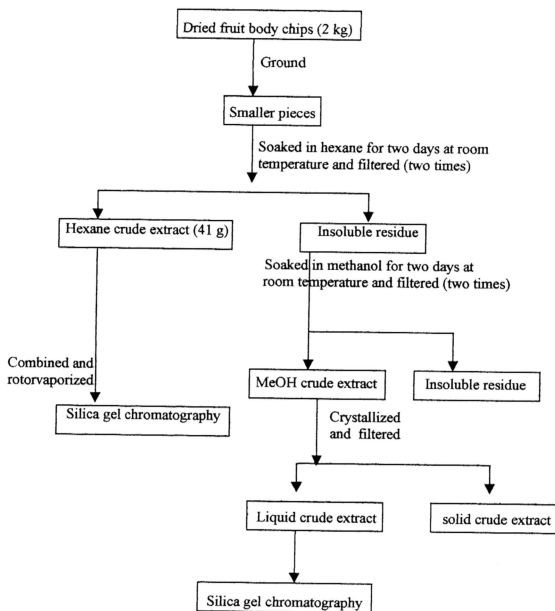 Dried fruit body chips (2 kg)
Ground
Smaller pieces
Soaked in hexane for two days at room
temperature and filtered (two times)
Hexane crude extract (41 g)
Insoluble residue
Soaked in methanol for two days at
room temperature and filtered (two times)
Combined and
rotorvaporized
MeOH crude extract
Insoluble residue
Silica gel chromatography
Crystallized
and filtered
Liquid crude extract
solid crude extract
Silica gel chromatography